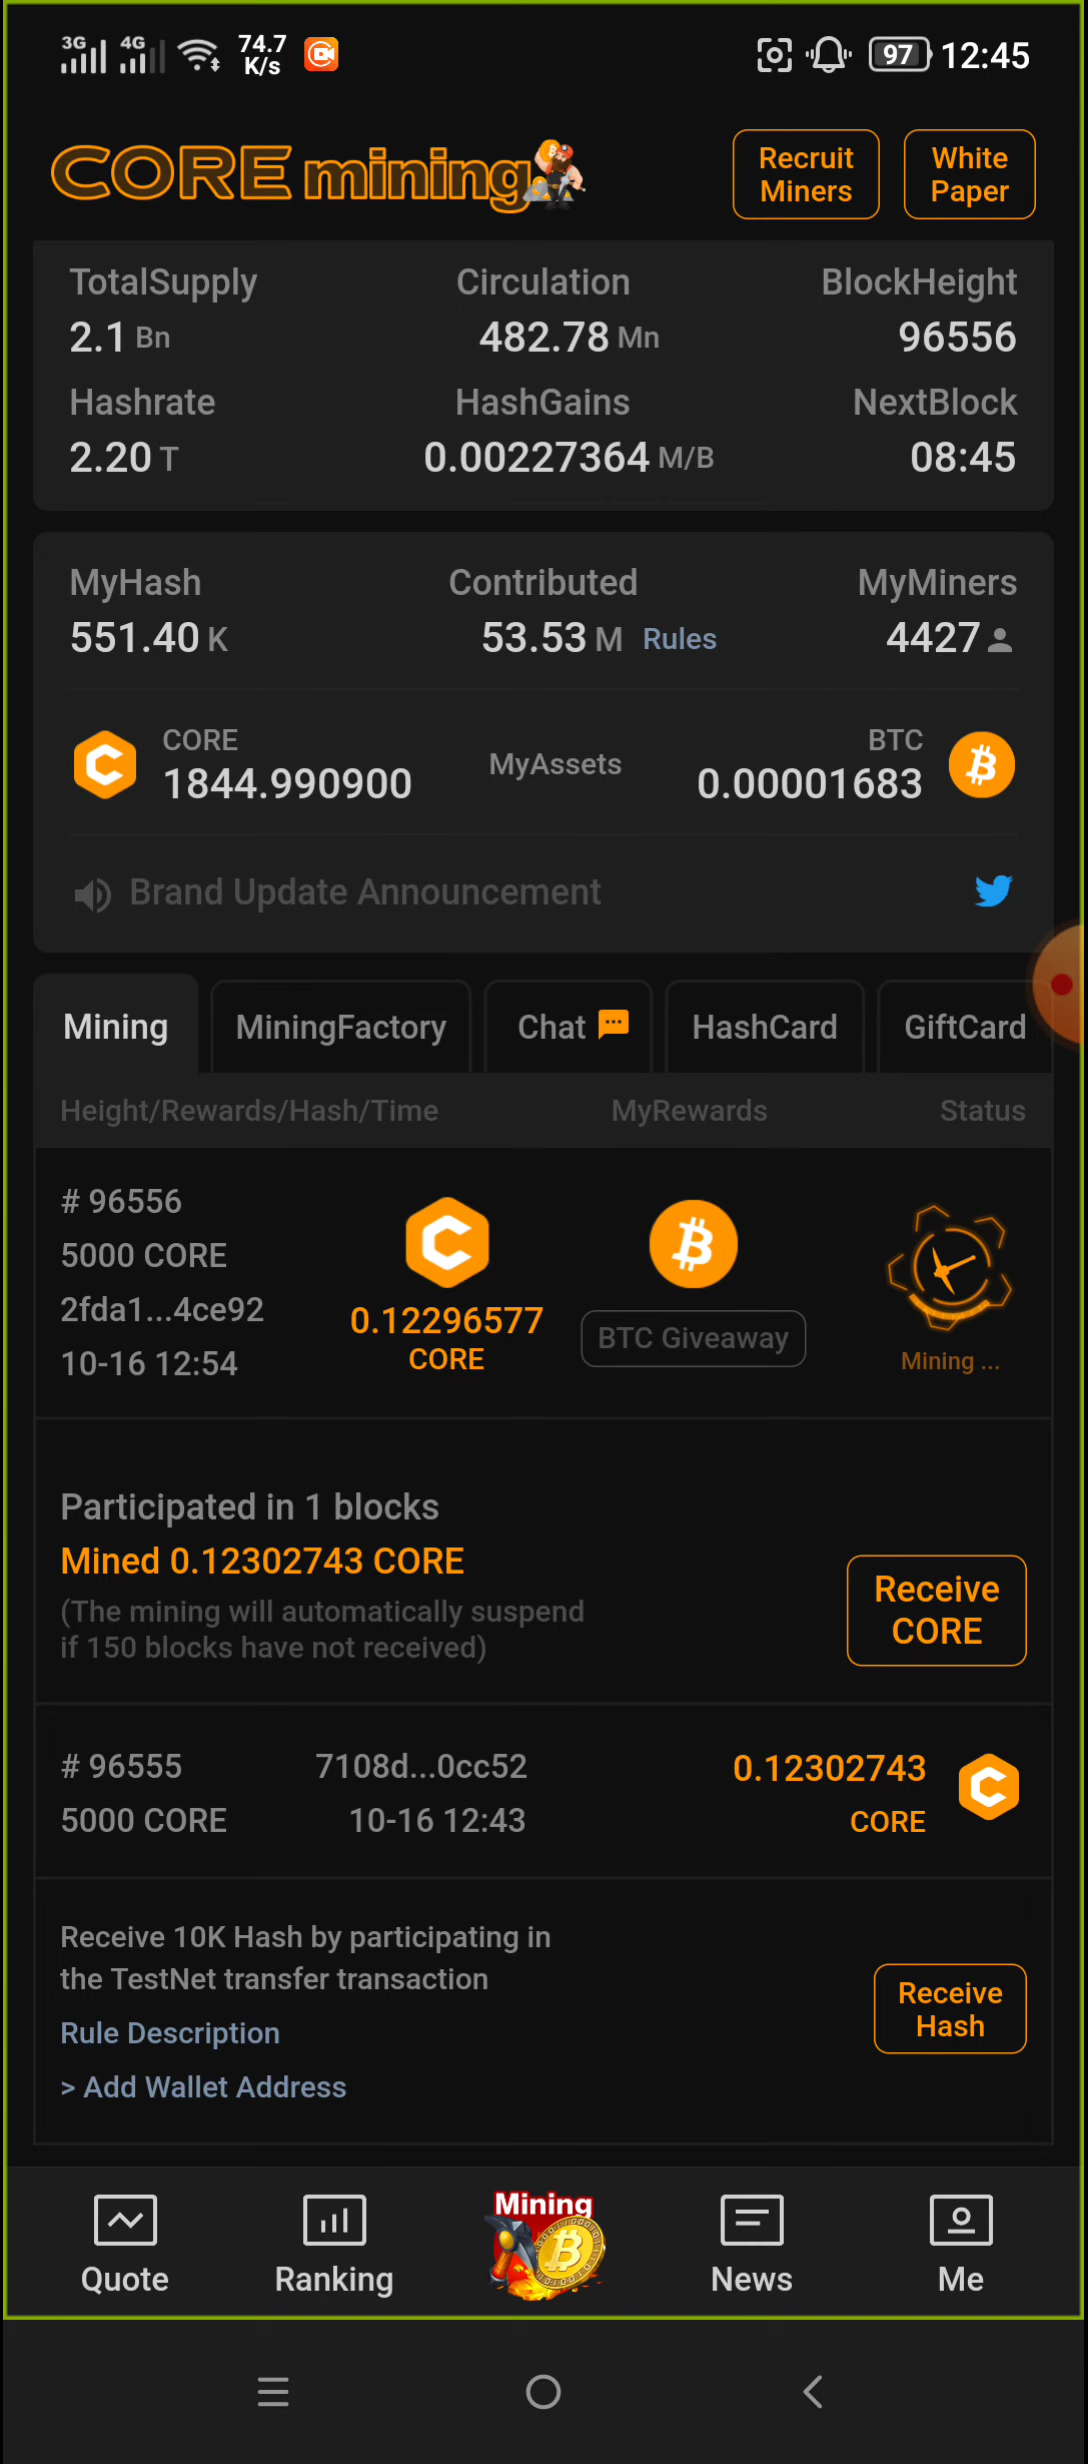 3G 4G 74.7 K/s 97 12:45
CORE mining
Recruit Miners
White Paper
TotalSupply Circulation BlockHeight
2.1 Bn 482.78 Mn 96556
Hashrate HashGains NextBlock
2.20 T 0.00227364 M/B 08:45
MyHash Contributed MyMiners
551.40 K 53.53 M Rules 4427
CORE BTC
1844.990900 MyAssets 0.00001683
Brand Update Announcement
Mining MiningFactory Chat HashCard GiftCard
Height/Rewards/Hash/Time MyRewards Status
# 96556
5000 CORE
2fda1...4ce92
10-16 12:54
0.12296577
CORE
BTC Giveaway
Mining ...
Participated in 1 blocks
Mined 0.12302743 CORE
(The mining will automatically suspend
if 150 blocks have not received)
Receive
CORE
# 96555 7108d...0cc52 0.12302743
5000 CORE 10-16 12:43 CORE
Receive 10K Hash by participating in
the TestNet transfer transaction
Rule Description
> Add Wallet Address
Receive
Hash
Mining
Quote Ranking News Me